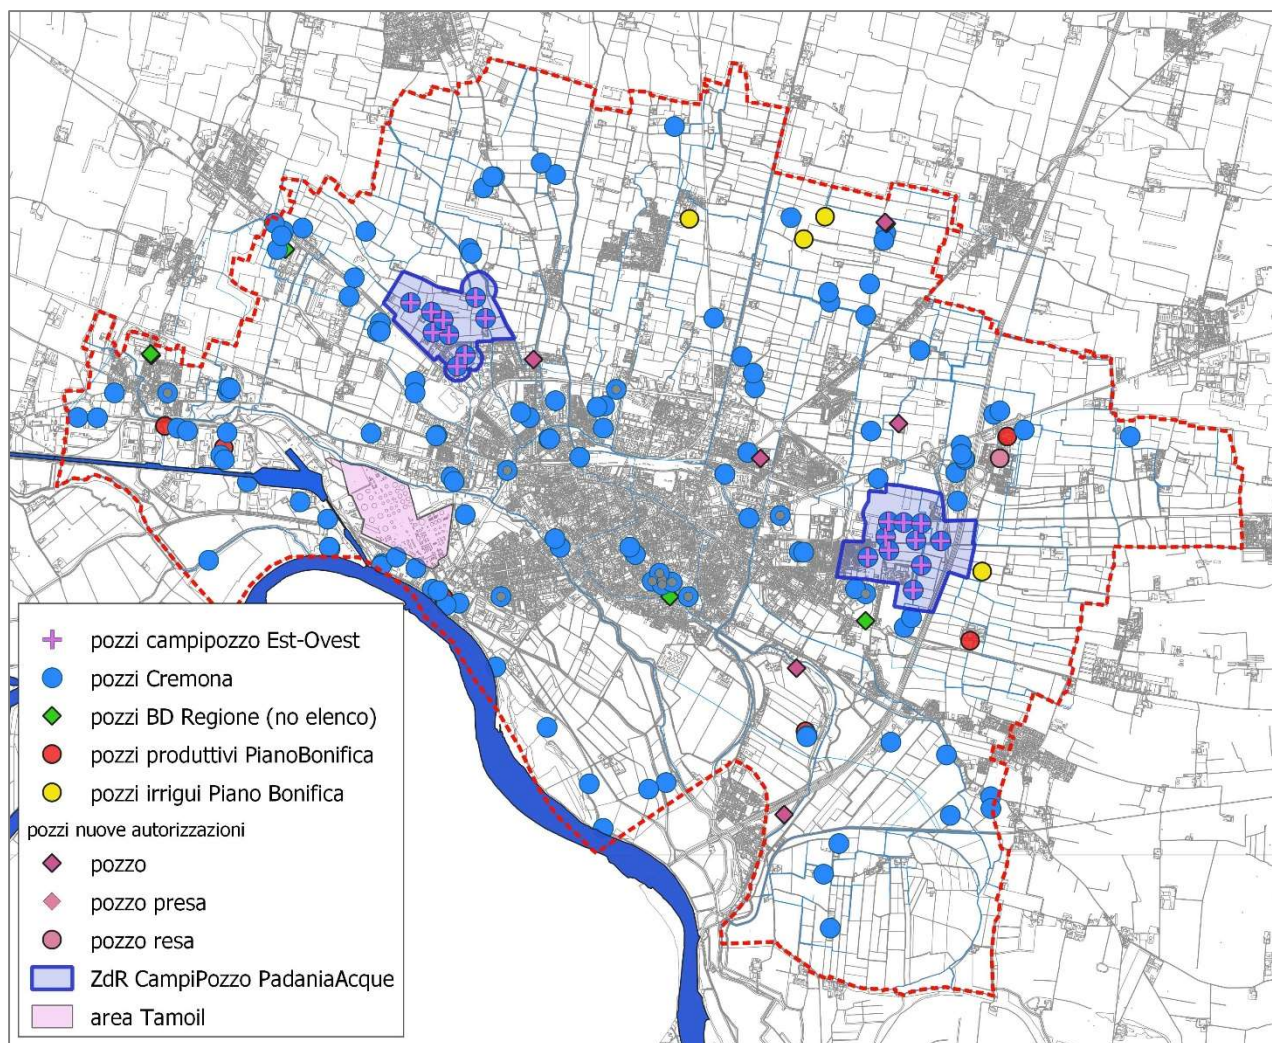 pozzi campipozzo Est-Ovest
pozzi Cremona
pozzi BD Regione (no elenco)
pozzi produttivi PianoBonifica
pozzi irrigui Piano Bonifica
pozzi nuove autorizzazioni
pozzo
pozzo presa
pozzo resa
ZdR CampiPozzo PadaniaAcque
area Tamoil